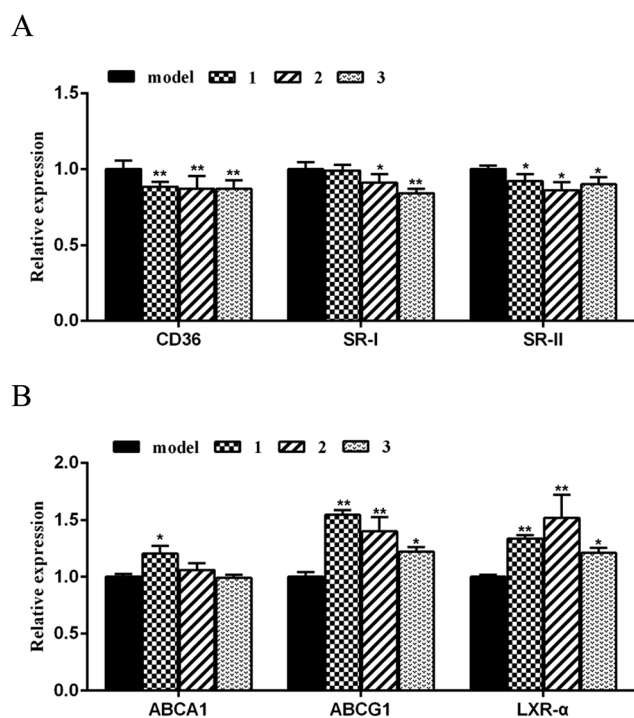 A
model 1 2 3
1.5
1.0
0.5
0.0
Relative expression
** ** **
* **
* * *
CD36 SR-I SR-II
B
model 1 2 3
2.0
1.5
1.0
0.5
0.0
Relative expression
*
** ** *
** ** *
ABCA1 ABCG1 LXR-α